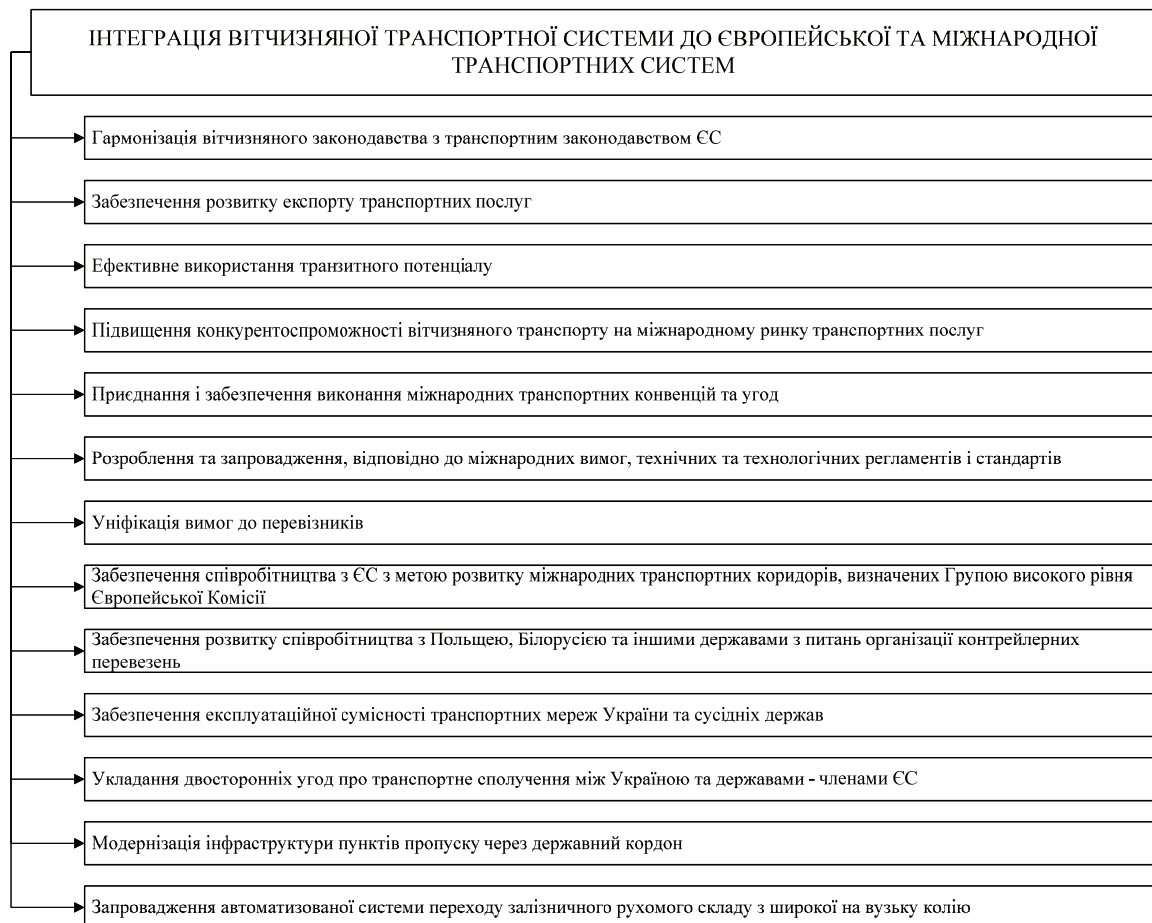 ІНТЕГРАЦІЯ ВІТЧИЗНЯНОЇ ТРАНСПОРТНОЇ СИСТЕМИ ДО ЄВРОПЕЙСЬКОЇ ТА МІЖНАРОДНОЇ
ТРАНСПОРТНИХ СИСТЕМ
Гармонізація вітчизняного законодавства з транспортним законодавством ЄС
Забезпечення розвитку експорту транспортних послуг
Ефективне використання транзитного потенціалу
Підвищення конкурентоспроможності вітчизняного транспорту на міжнародному ринку транспортних послуг
Приєднання і забезпечення виконання міжнародних транспортних конвенцій та угод
Розроблення та запровадження, відповідно до міжнародних вимог, технічних та технологічних регламентів і стандартів
Уніфікація вимог до перевізників
Забезпечення співробітництва з ЄС з метою розвитку міжнародних транспортних коридорів, визначених Групою високого рівня
Європейської Комісії
Забезпечення розвитку співробітництва з Польщею, Білорусією та іншими державами з питань організації контрейлерних
перевезень
Забезпечення експлуатаційної сумісності транспортних мереж України та сусідніх держав
Укладання двосторонніх угод про транспортне сполучення між Україною та державами - членами ЄС
Модернізація інфраструктури пунктів пропуску через державний кордон
Запровадження автоматизованої системи переходу залізничного рухомого складу з широкої на вузьку колію